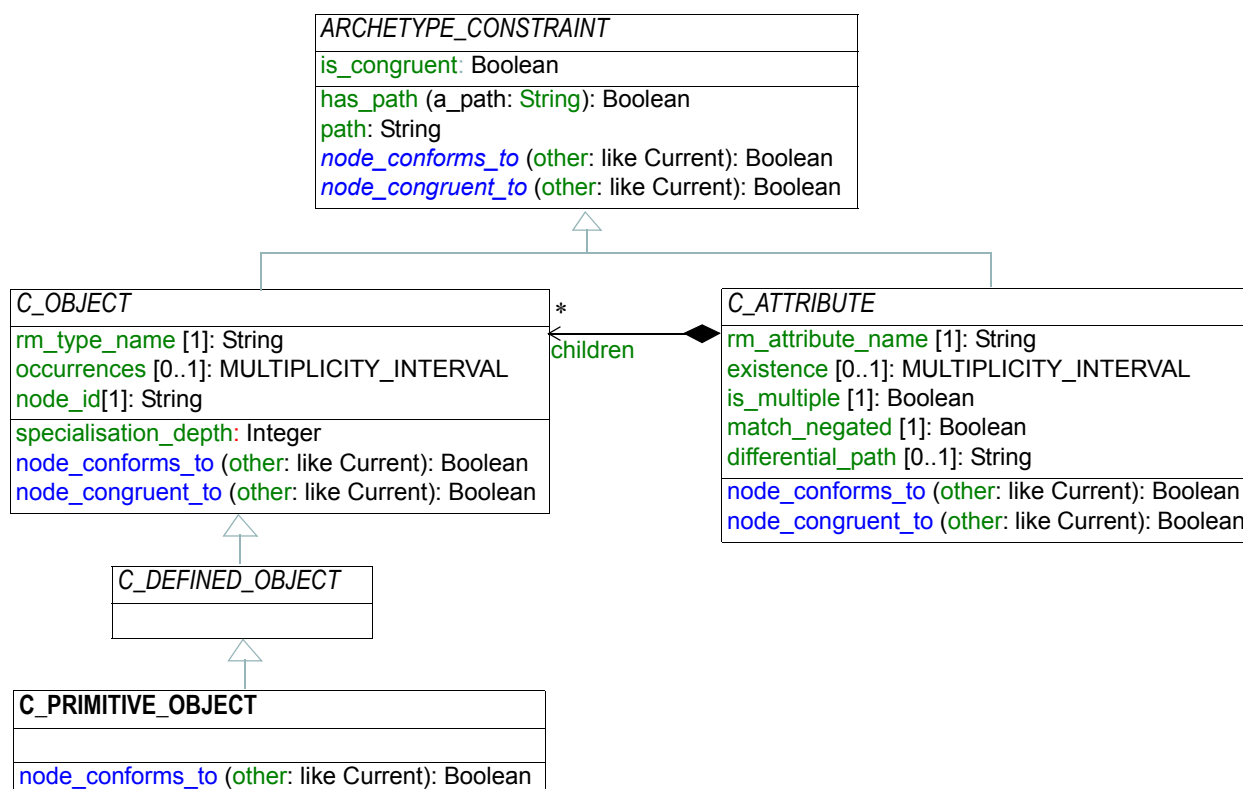 ARCHETYPE_CONSTRAINT
is_congruent: Boolean
has_path (a_path: String): Boolean
path: String
node_conforms_to (other: like Current): Boolean
node_congruent_to (other: like Current): Boolean
C_OBJECT
rm_type_name [1]: String
occurrences [0..1]: MULTIPLICITY_INTERVAL
node_id[1]: String
specialisation_depth: Integer
node_conforms_to (other: like Current): Boolean
node_congruent_to (other: like Current): Boolean
*
children
C_ATTRIBUTE
rm_attribute_name [1]: String
existence [0..1]: MULTIPLICITY_INTERVAL
is_multiple [1]: Boolean
match_negated [1]: Boolean
differential_path [0..1]: String
node_conforms_to (other: like Current): Boolean
node_congruent_to (other: like Current): Boolean
C_DEFINED_OBJECT
C_PRIMITIVE_OBJECT
node_conforms_to (other: like Current): Boolean